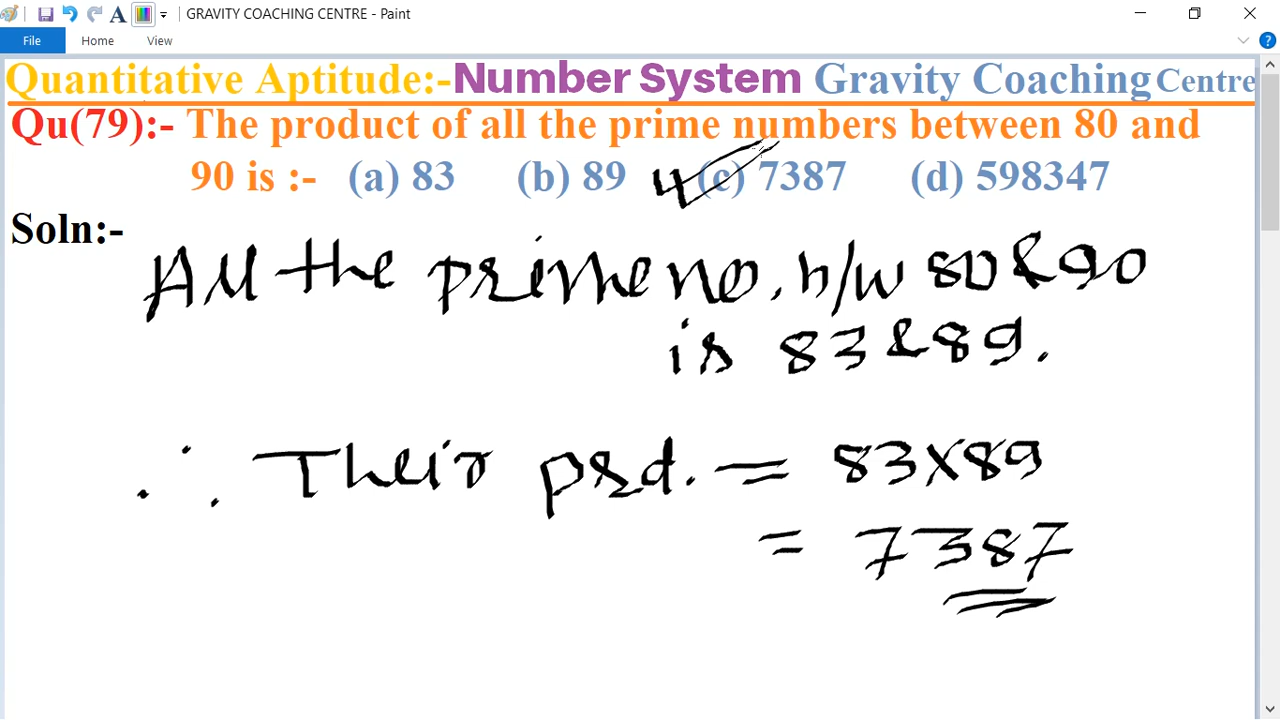 GRAVITY COACHING CENTRE - Paint
File Home View
Quantitative Aptitude:-Number System Gravity Coaching Centre
Qu(79):- The product of all the prime numbers between 80 and
90 is :- (a) 83 (b) 89 (c) 7387 (d) 598347
Soln:-
All the prime no. b/w 80 & 90
is 83 & 89.
∴ Their prd. = 83×89
= 7387